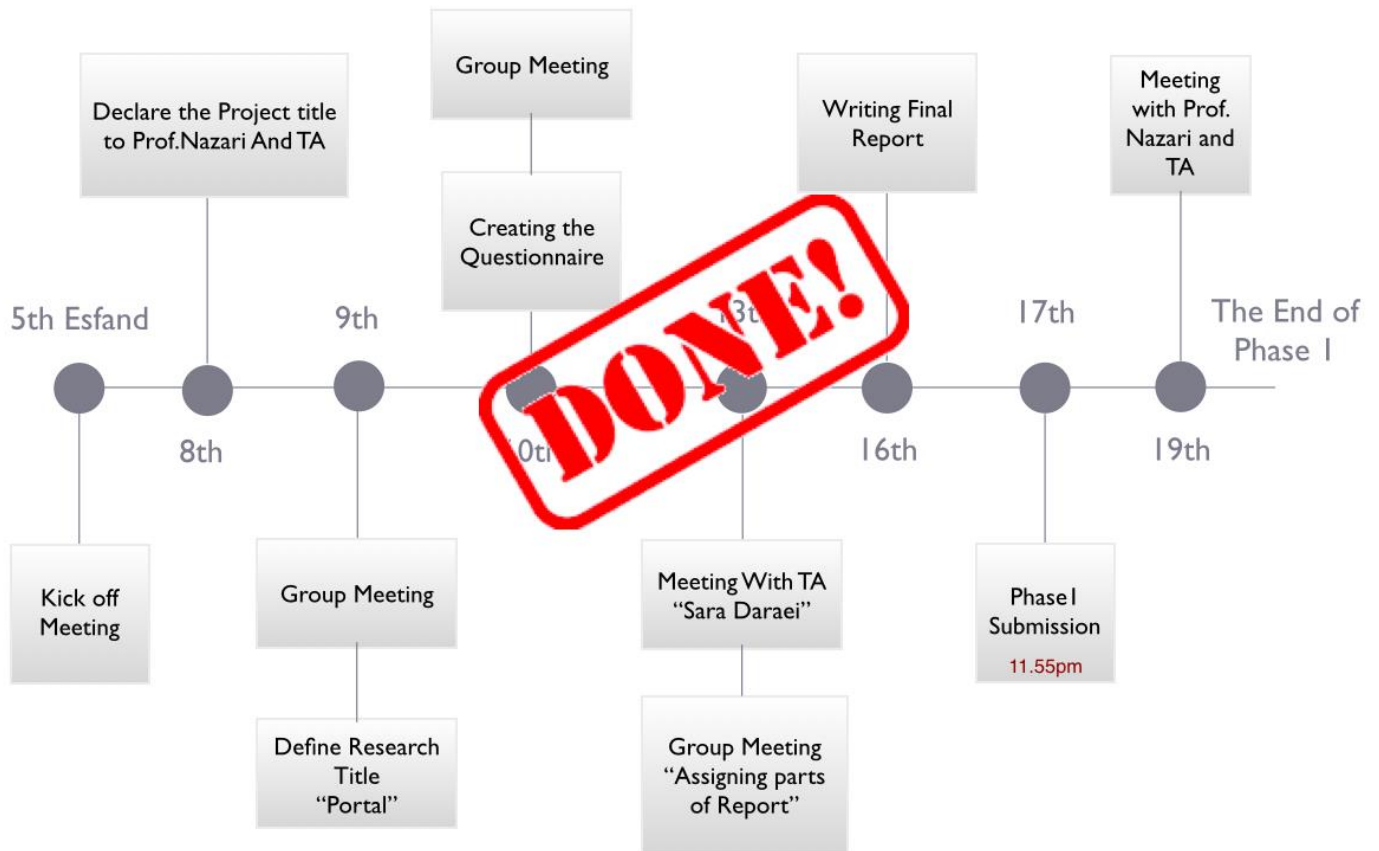 Group Meeting
Declare the Project title
to Prof.Nazari And TA
Writing Final
Report
Meeting
with Prof.
Nazari and
TA
Creating the
Questionnaire
5th Esfand
9th
13th
17th
The End of
Phase 1
DONE!
8th
10th
16th
19th
Kick off
Meeting
Group Meeting
Meeting With TA
“Sara Daraei”
Phase1
Submission
11.55pm
Define Research
Title
“Portal”
Group Meeting
“Assigning parts
of Report”